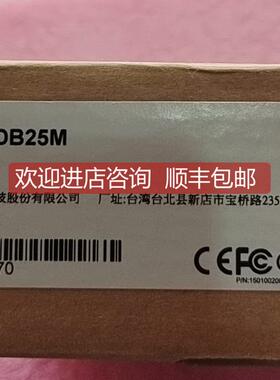 DB25M
欢迎进店咨询 顺丰包邮
技股份有限公司 厂址:台湾台北县新店市宝桥路235
70
CE FC
P/N:150100200